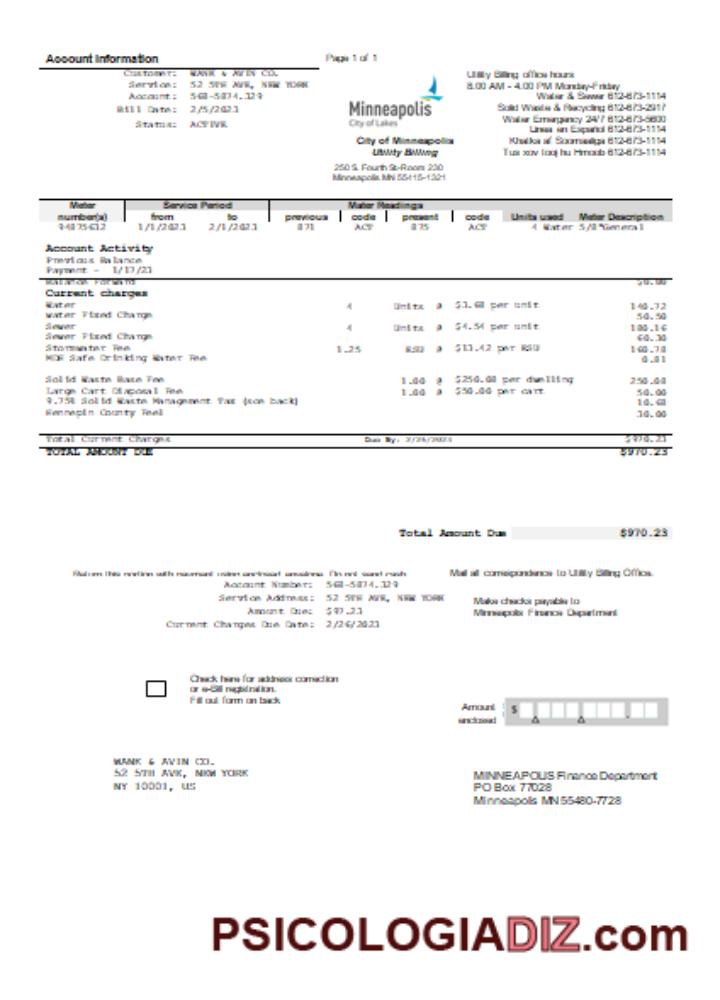 Account Information
Page 1 of 1
Customer: WANK & AVIN CO.
Service: 52 5TH AVE, NEW YORK
Account: 568-5874.329
Bill Date: 2/5/2023
Status: ACTIVE
Minneapolis
City of Lakes
City of Minneapolis
Utility Billing
250 S. Fourth St-Room 230
Minneapolis MN 55415-1321
Utility Billing office hours
8:00 AM - 4:00 PM Monday-Friday
Water & Sewer 612-673-1114
Solid Waste & Recycling 612-673-2917
Water Emergency 24/7 612-673-5600
Línea en Español 612-673-1114
Khalka af Soomaaliga 612-673-1114
Tus xov tooj hu Hmoob 612-673-1114
Meter Service Period Meter Readings
number(s) from to previous code present code Units used Meter Description
94875632 1/1/2023 2/1/2023 871 ACT 875 ACT 4 Water 5/8"General
Account Activity
Previous Balance
Payment - 1/17/23
Balance Forward $0.00
Current charges
Water 4 Units @ $3.68 per unit 140.72
Water Fixed Charge 50.50
Sewer 4 Units @ $4.54 per unit 180.16
Sewer Fixed Charge 60.30
Stormwater Fee 1.25 ESU @ $13.42 per ESU 160.78
MDH Safe Drinking Water Fee 0.81
Solid Waste Base Fee 1.00 @ $250.08 per dwelling 250.08
Large Cart Disposal Fee 1.00 @ $50.00 per cart 50.00
9.75% Solid Waste Management Tax (see back) 10.68
Hennepin County Feel 30.00
Total Current Charges Due By: 2/26/2023 $970.23
TOTAL AMOUNT DUE $970.23
Total Amount Due $970.23
Return this portion with payment using enclosed envelope. Do not send cash
Mail all correspondence to Utility Billing Office.
Account Number: 568-5874.329
Service Address: 52 5TH AVE, NEW YORK
Amount Due: $97.23
Current Charges Due Date: 2/26/2023
Make checks payable to
Minneapolis Finance Department
Check here for address correction
or e-Bill registration.
Fill out form on back
Amount
enclosed
$
WANK & AVIN CO.
52 5TH AVE, NEW YORK
NY 10001, US
MINNEAPOLIS Finance Department
PO Box 77028
Minneapolis MN 55480-7728
PSICOLOGIADIZ.com